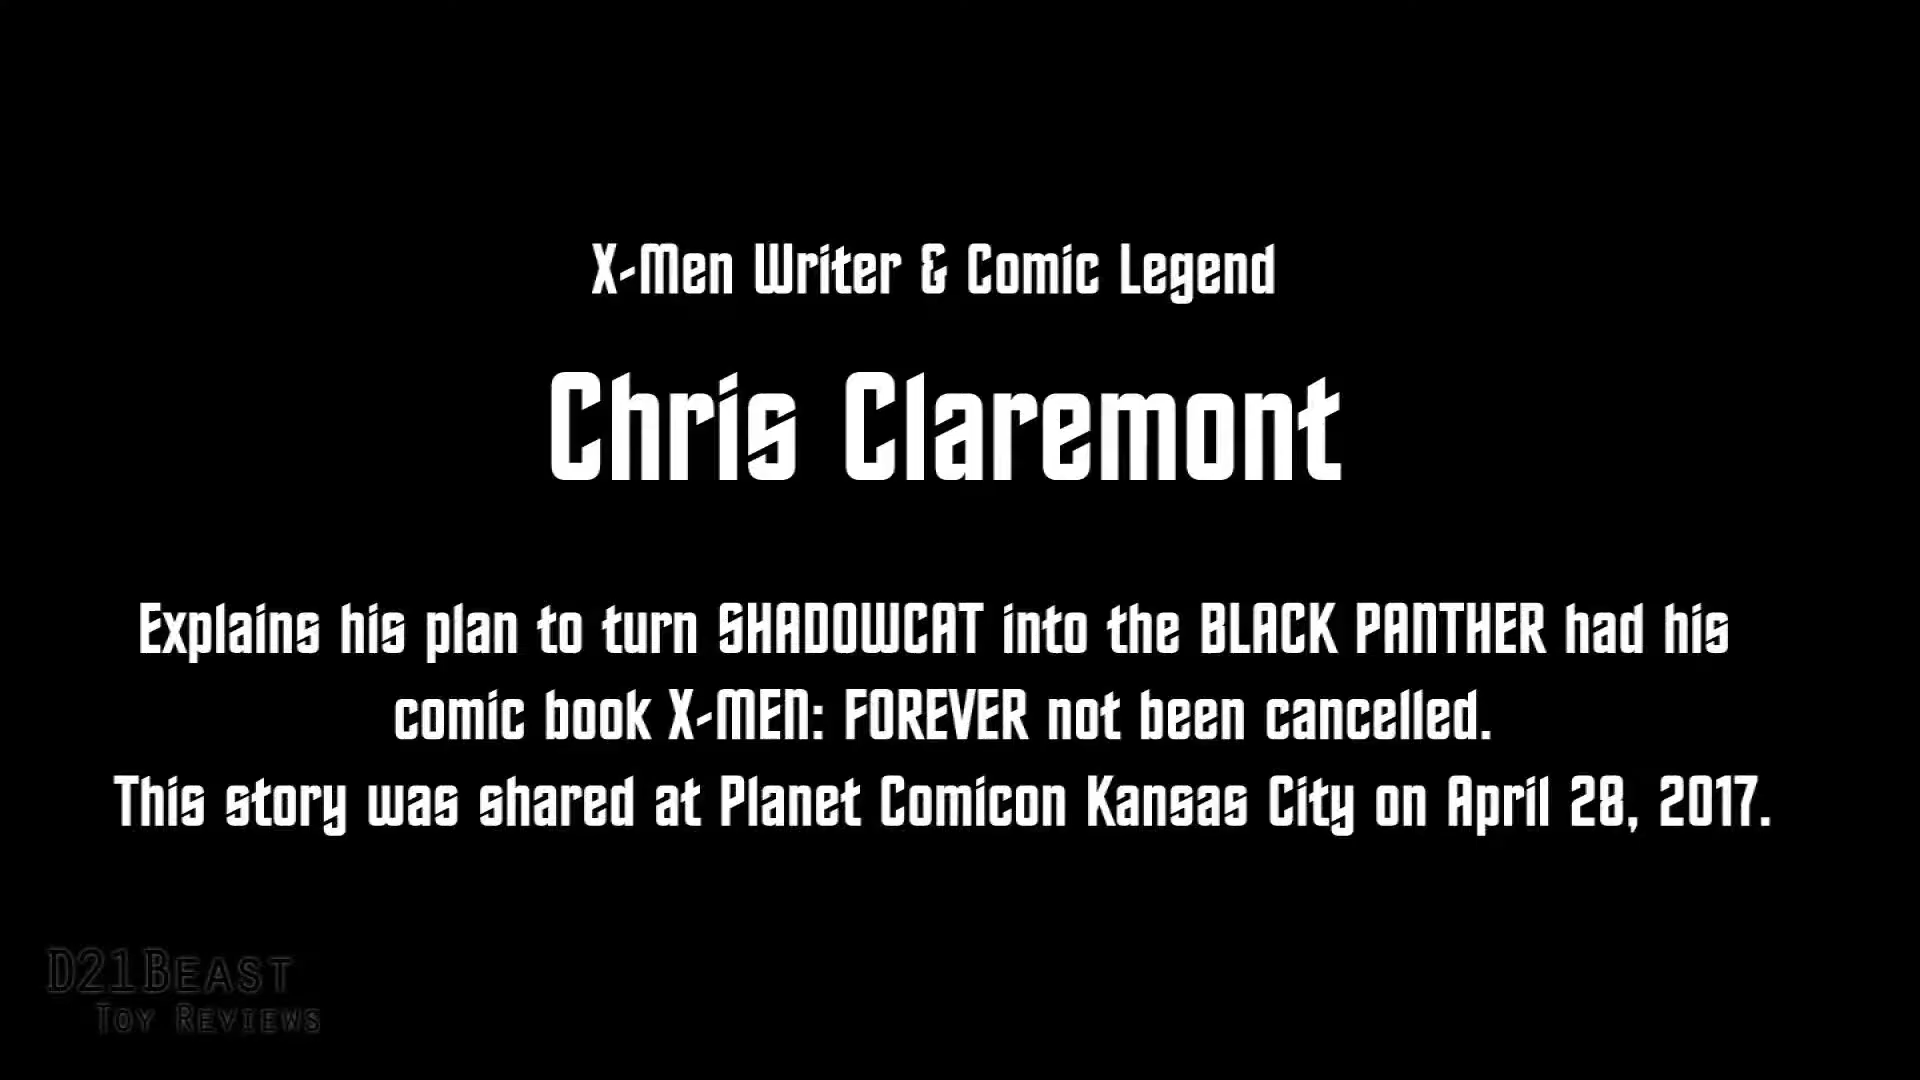 X-Men Writer & Comic Legend
Chris Claremont
Explains his plan to turn SHADOWCAT into the BLACK PANTHER had his
comic book X-MEN: FOREVER not been cancelled.
This story was shared at Planet Comicon Kansas City on April 28, 2017.
D21Beast
Toy Reviews